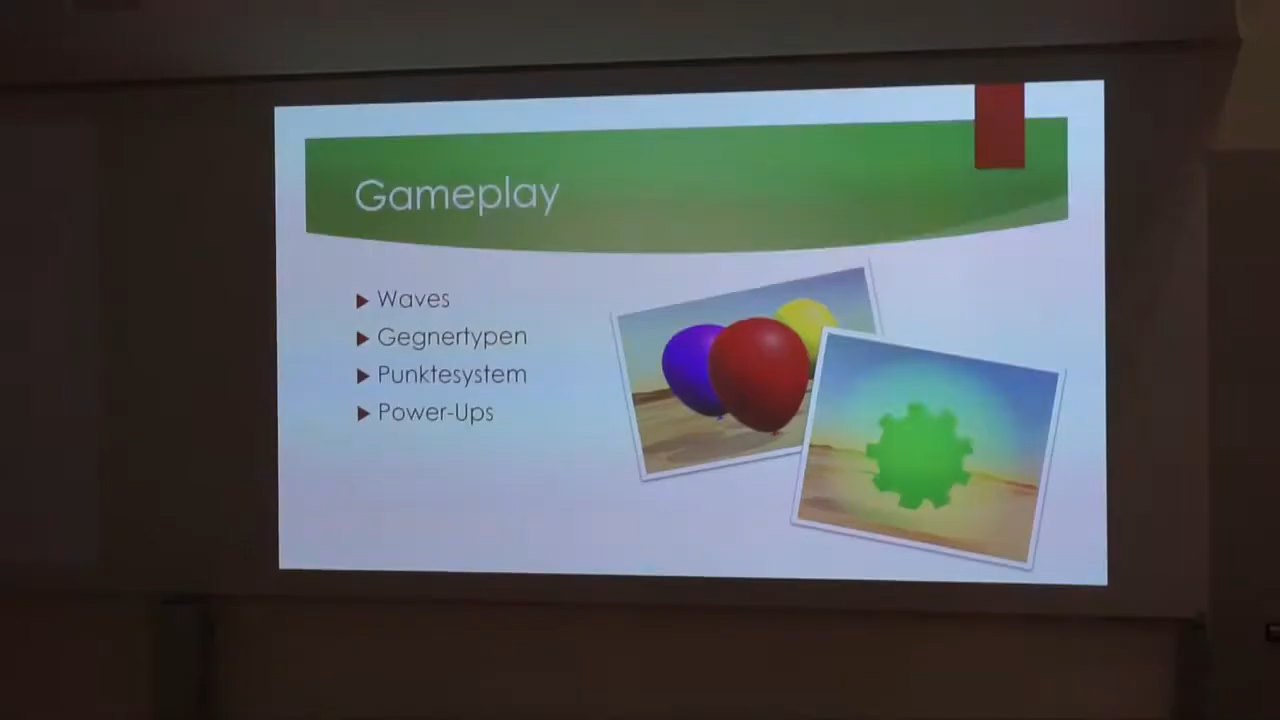 Gameplay
Waves
Gegnertypen
Punktesystem
Power-Ups